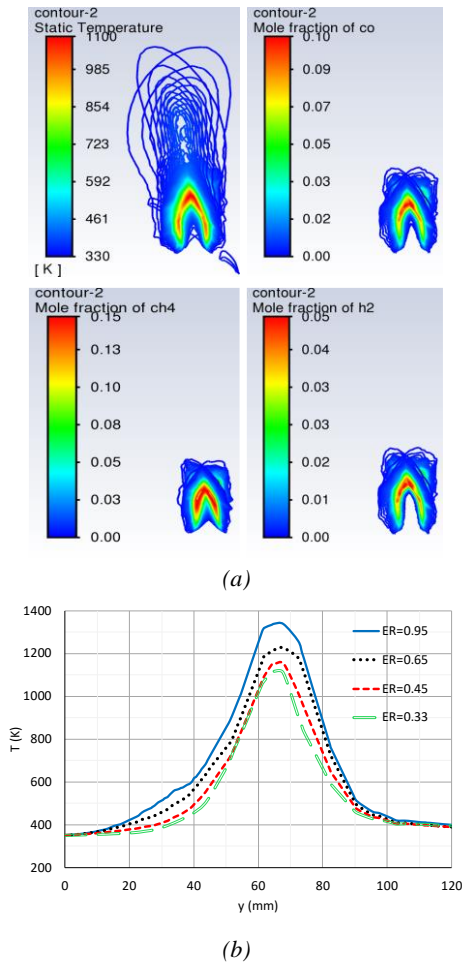 contour-2
Static Temperature
1100
985
854
723
592
461
330
[ K ]
contour-2
Mole fraction of co
0.10
0.09
0.07
0.05
0.03
0.02
0.00
contour-2
Mole fraction of ch4
0.15
0.13
0.10
0.08
0.05
0.03
0.00
contour-2
Mole fraction of h2
0.05
0.04
0.03
0.03
0.02
0.01
0.00
(a)
1400
1200
1000
800
600
400
200
T (K)
ER=0.95
ER=0.65
ER=0.45
ER=0.33
0 20 40 60 80 100 120
y (mm)
(b)